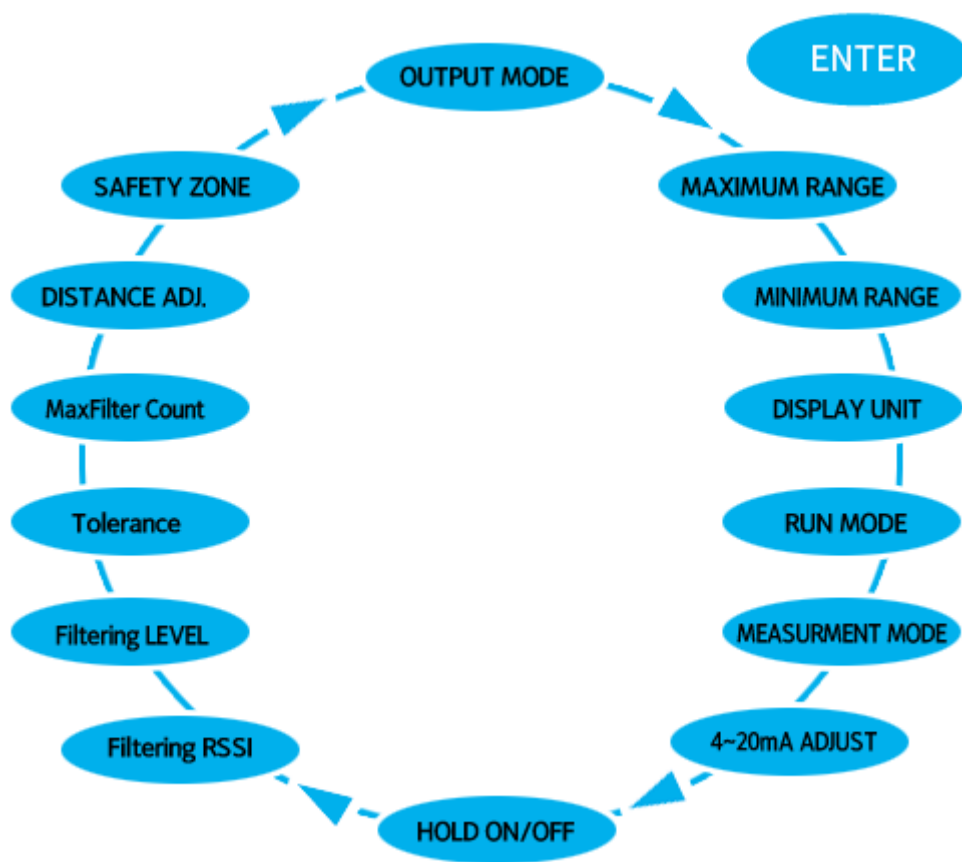 ENTER
OUTPUT MODE
MAXIMUM RANGE
MINIMUM RANGE
DISPLAY UNIT
RUN MODE
MEASURMENT MODE
4~20mA ADJUST
HOLD ON/OFF
Filtering RSSI
Filtering LEVEL
Tolerance
MaxFilter Count
DISTANCE ADJ.
SAFETY ZONE